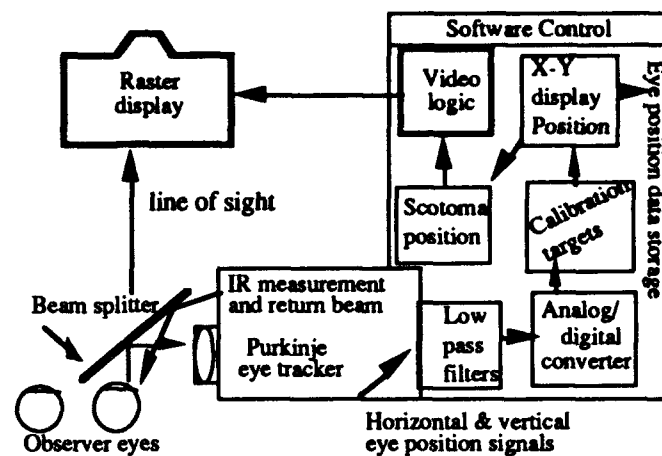 Software Control
Raster
display
Video
logic
X-Y
display
Position
Eye position data storage
line of sight
Scotoma
position
Calibration
targets
Beam splitter
IR measurement
and return beam
Purkinje
eye tracker
Low
pass
filters
Analog/
digital
converter
Observer eyes
Horizontal & vertical
eye position signals